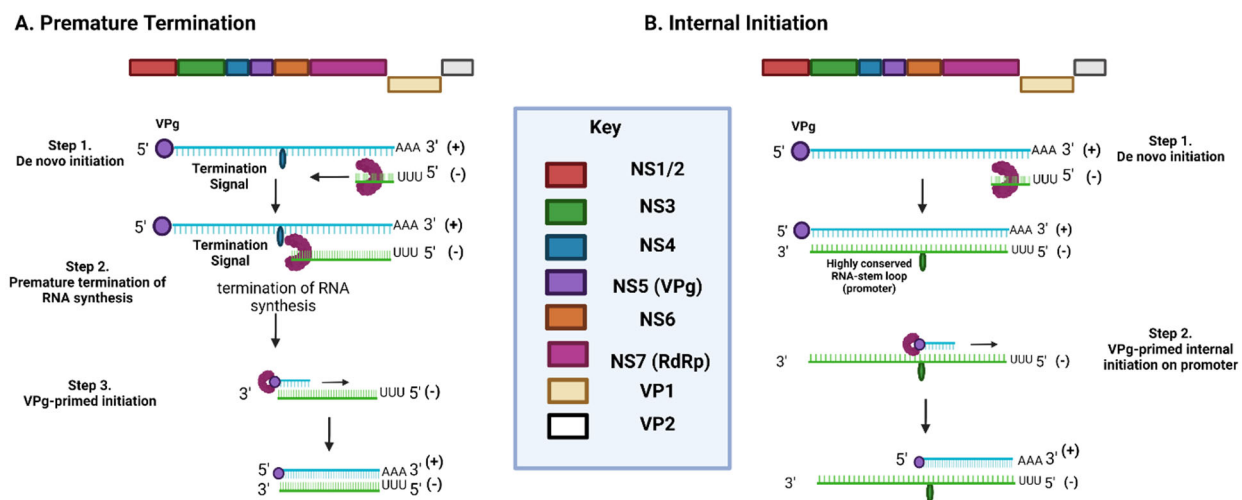 A. Premature Termination
VPg
Step 1.
De novo initiation
5' AAA 3' (+)
Termination
Signal
UUU 5' (-)
5' AAA 3' (+)
Termination
Signal
UUU 5' (-)
Step 2.
Premature termination of
RNA synthesis
termination of RNA
synthesis
Step 3.
VPg-primed initiation
3' UUU 5' (-)
5' AAA 3' (+)
3' UUU 5' (-)
Key
NS1/2
NS3
NS4
NS5 (VPg)
NS6
NS7 (RdRp)
VP1
VP2
B. Internal Initiation
VPg
5' AAA 3' (+)
Step 1.
De novo initiation
UUU 5' (-)
5' AAA 3' (+)
3' UUU 5' (-)
Highly conserved
RNA-stem loop
(promoter)
Step 2.
VPg-primed internal
initiation on promoter
3' UUU 5' (-)
5' AAA 3' (+)
3' UUU 5' (-)